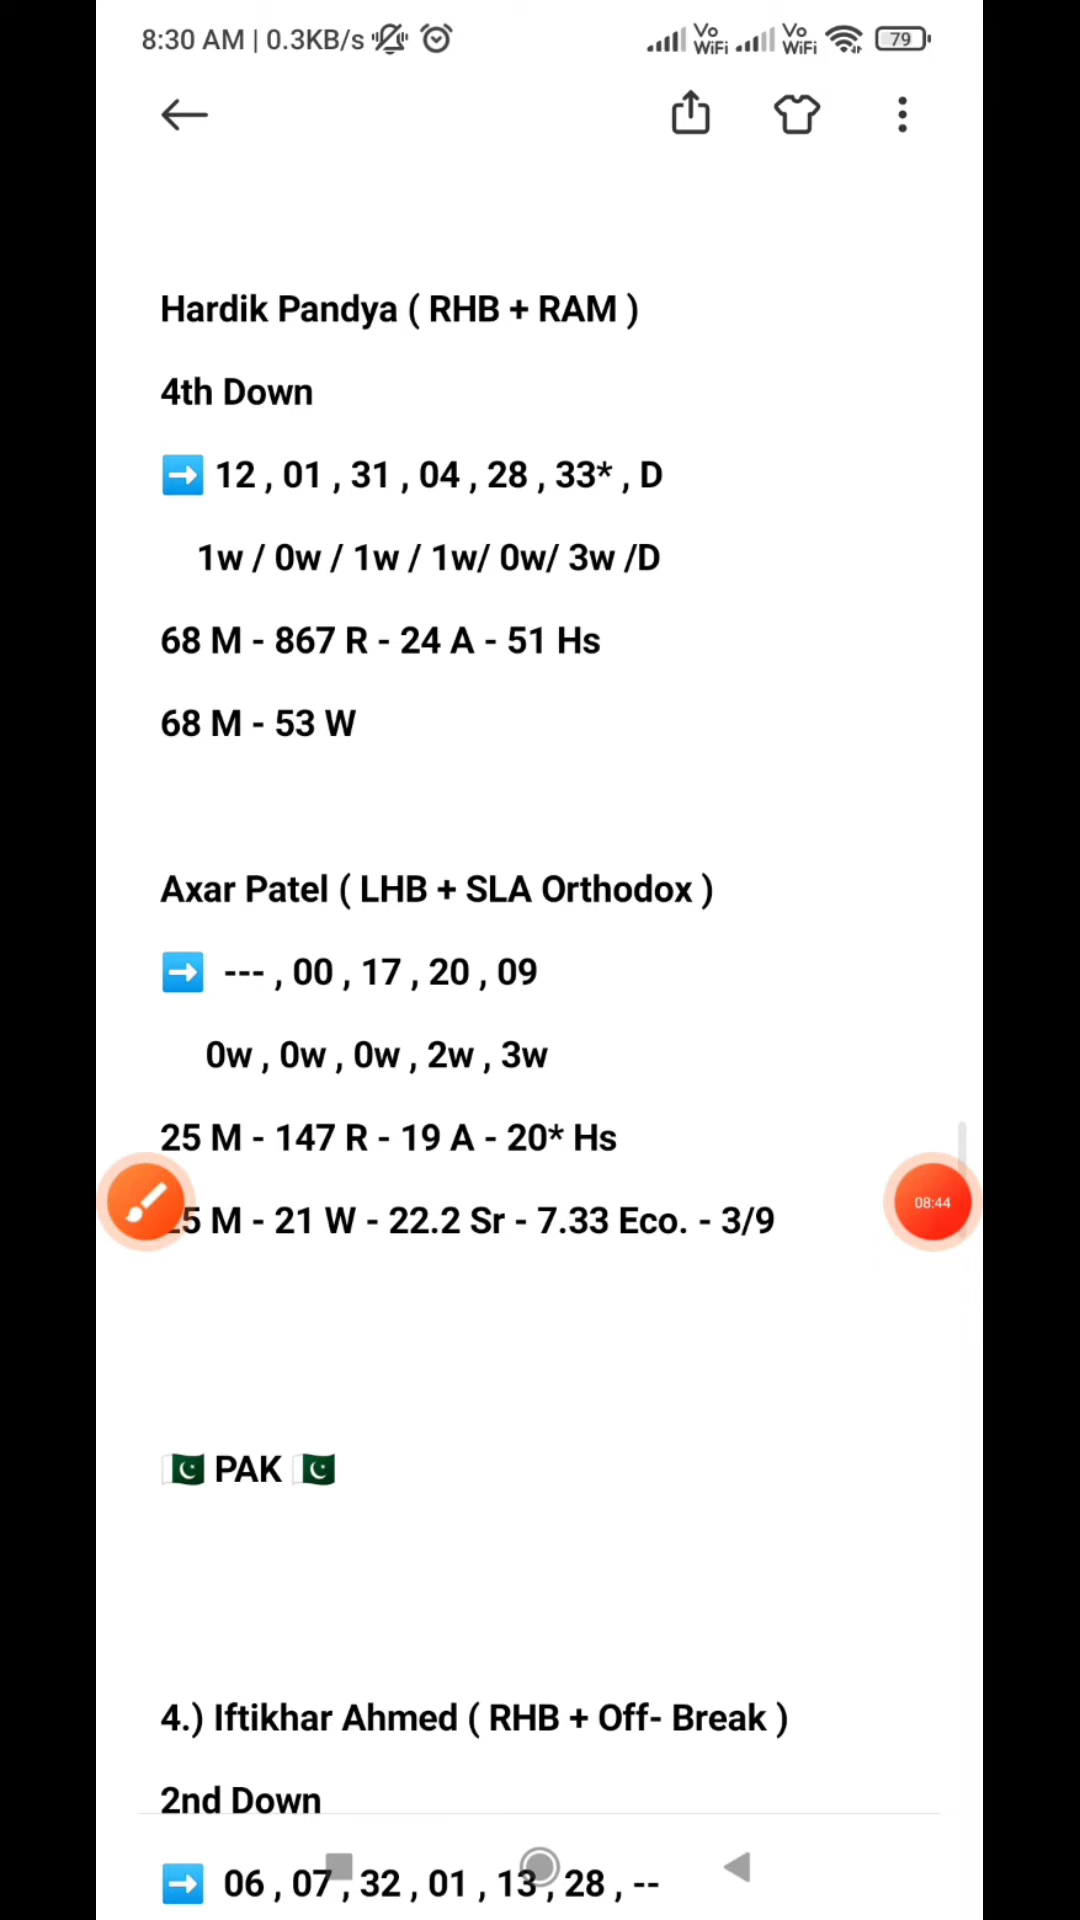 8:30 AM | 0.3KB/s Vo WiFi Vo WiFi 79
Hardik Pandya ( RHB + RAM )
4th Down
➡️ 12 , 01 , 31 , 04 , 28 , 33* , D
1w / 0w / 1w / 1w/ 0w/ 3w /D
68 M - 867 R - 24 A - 51 Hs
68 M - 53 W
Axar Patel ( LHB + SLA Orthodox )
➡️ --- , 00 , 17 , 20 , 09
0w , 0w , 0w , 2w , 3w
25 M - 147 R - 19 A - 20* Hs
5 M - 21 W - 22.2 Sr - 7.33 Eco. - 3/9
08:44
🇵🇰 PAK 🇵🇰
4.) Iftikhar Ahmed ( RHB + Off- Break )
2nd Down
➡️ 06 , 07 , 32 , 01 , 13 , 28 , --